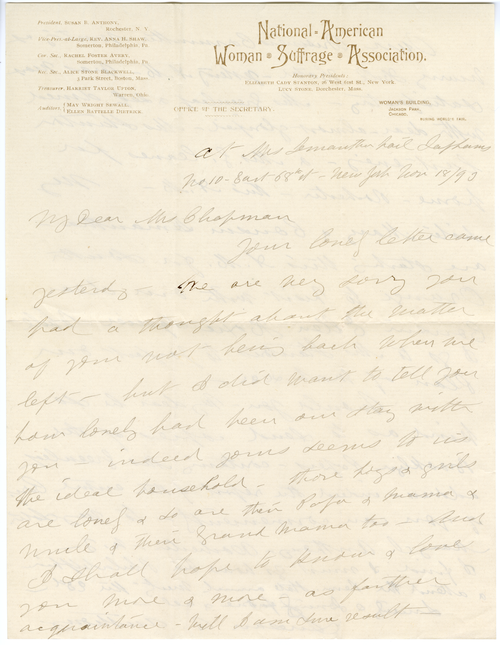 President SUSAN B. ANTHONY,
Rochester, N. Y.
Vice-Pres.-at-Large, REV. ANNA H. SHAW,
Somerton, Philadelphia, Pa.
Cor. Sec., RACHEL FOSTER AVERY,
Somerton, Philadelphia, Pa.
Rec. Sec., ALICE STONE BLACKWELL,
3 Park Street, Boston, Mass.
Treasurer, HARRIET TAYLOR UPTON,
Warren, Ohio.
Auditors, { MAY WRIGHT SEWALL,
ELLEN BATTELLE DIETRICK.
National - American
Woman - Suffrage - Association.
Honorary Presidents:
ELIZABETH CADY STANTON, 26 West 61st St., New York.
LUCY STONE, Dorchester, Mass.
OFFICE OF THE SECRETARY:
WOMAN'S BUILDING,
JACKSON PARK,
CHICAGO.
DURING WORLD'S FAIR.
at Mrs Semantha Laphams
No 10 - East 68th st - New York Nov 18/93
My Dear Mrs Chapman
Your lovely letter came
yesterday - We are very sorry you
had a thought about the matter
of your not being back when we
left - but I did want to tell you
how lovely had been our stay with
you indeed yours seems to us
the ideal household - those boys & girls
are lovely & so are their Papa & Mama &
Uncle & their Grand Mama too - And
I shall hope to know & love
you more & more - as further
acquaintance - Will I am sure result -